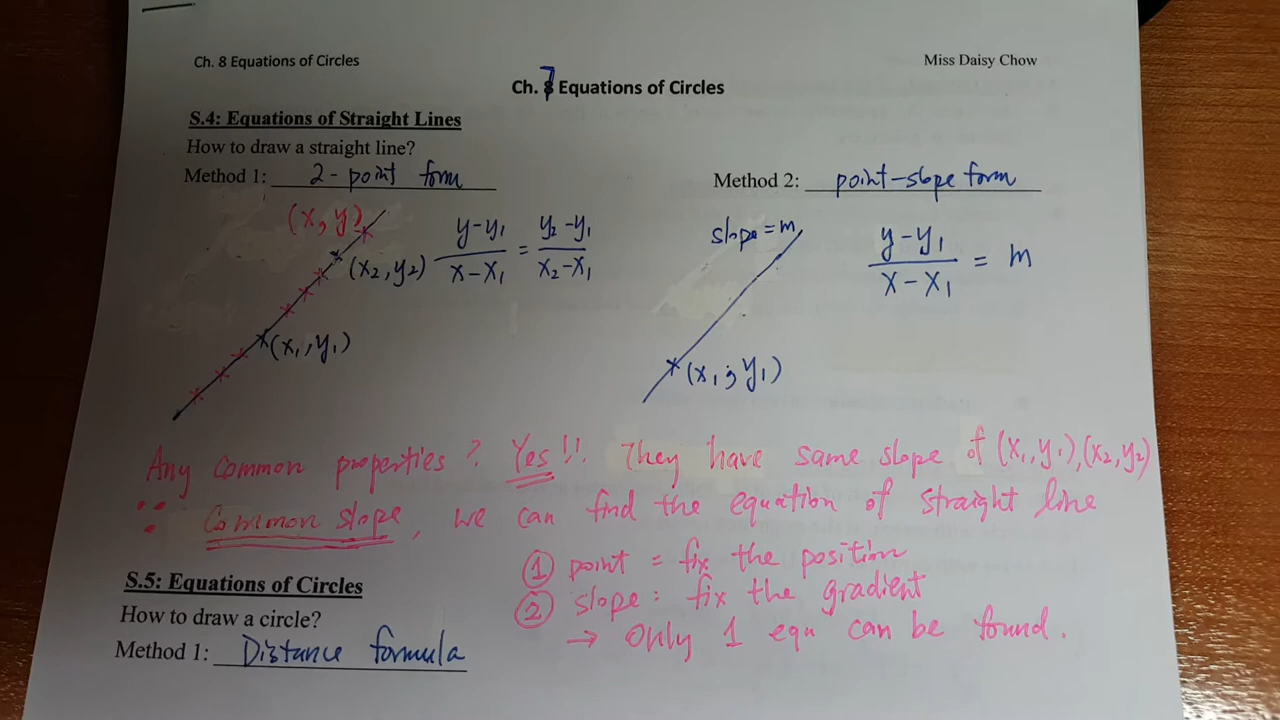 Ch. 8 Equations of Circles
Miss Daisy Chow
Ch. 7 Equations of Circles
S.4: Equations of Straight Lines
How to draw a straight line?
Method 1: 2-point form
Method 2: point-slope form
(x, y)
(x₂, y₂)
(x₁, y₁)
y-y₁ / x-x₁ = y₂-y₁ / x₂-x₁
slope = m
(x₁, y₁)
y-y₁ / x-x₁ = m
Any common properties? Yes!! They have same slope of (x₁, y₁), (x₂, y₂)
∵ Common slope, we can find the equation of straight line
① point = fix the position
② slope: fix the gradient
→ Only 1 equ can be found.
S.5: Equations of Circles
How to draw a circle?
Method 1: Distance formula